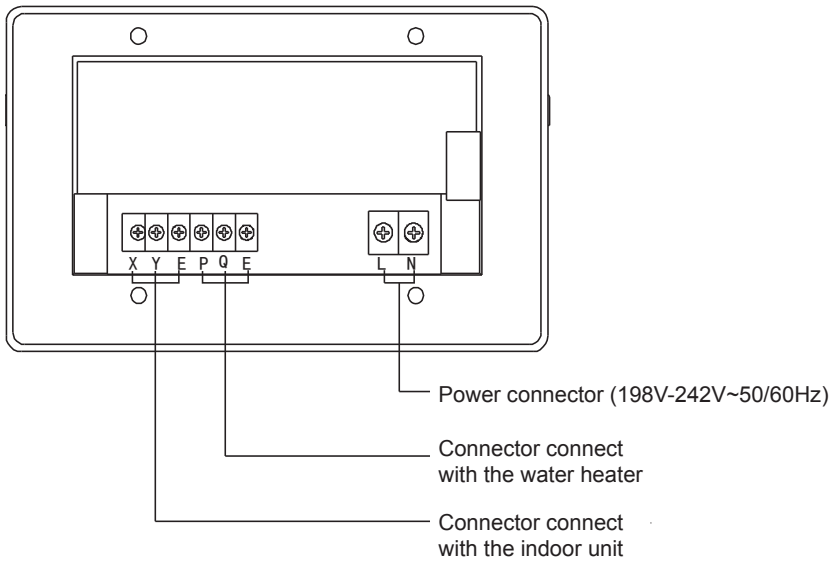 X Y E P Q E L N
Power connector (198V-242V~50/60Hz)
Connector connect
with the water heater
Connector connect
with the indoor unit